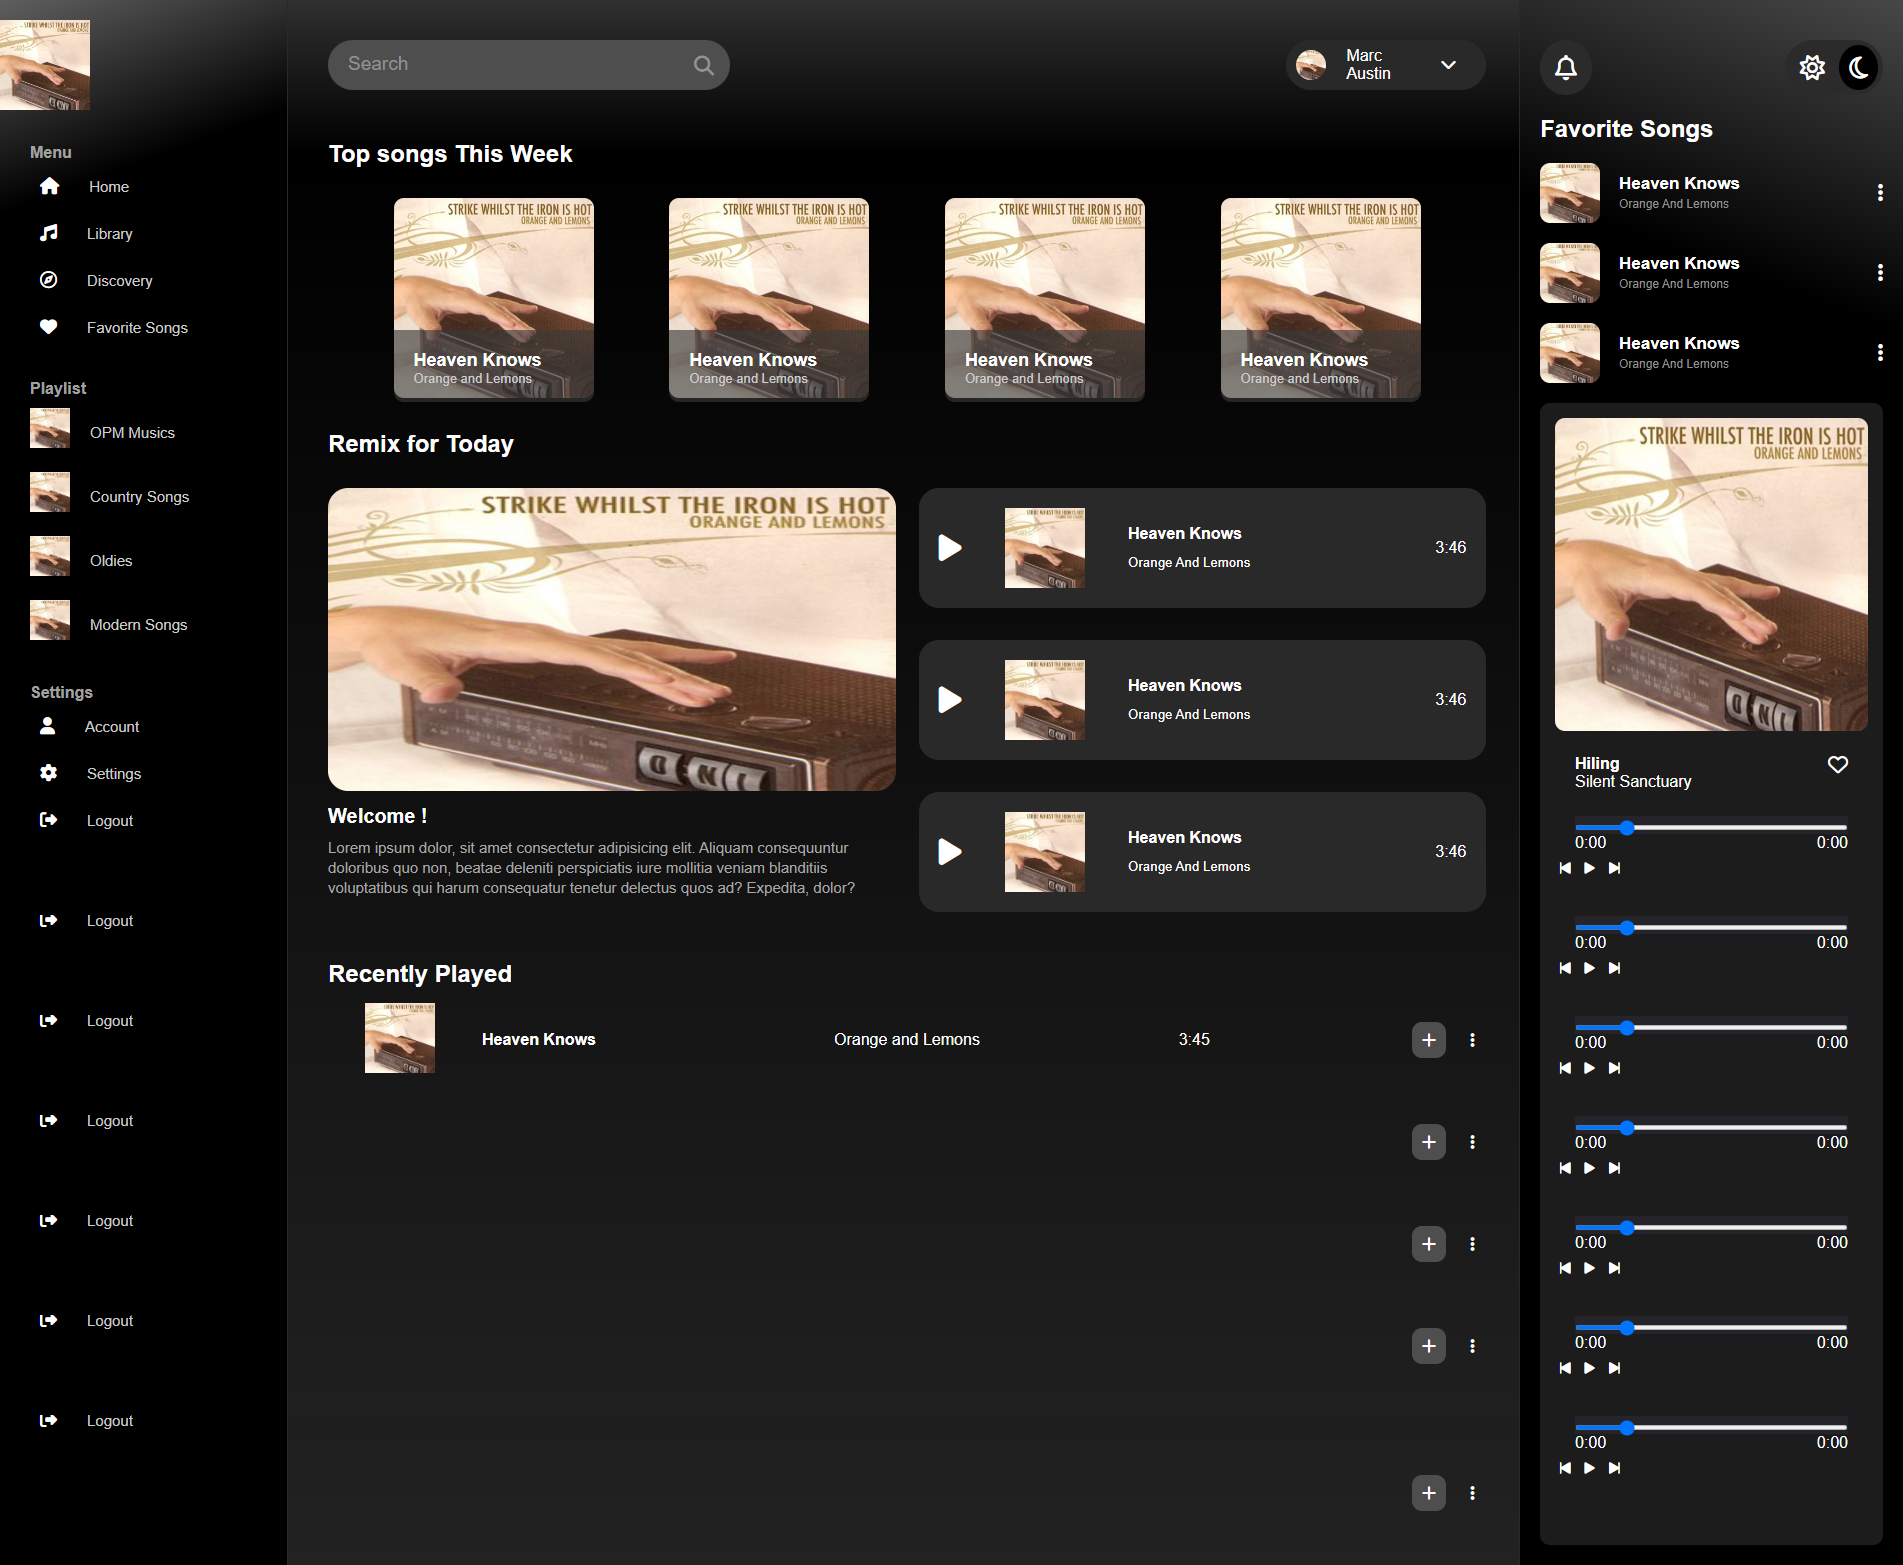 Menu
Home
Library
Discovery
Favorite Songs
Playlist
OPM Musics
Country Songs
Oldies
Modern Songs
Settings
Account
Settings
Logout
Logout
Logout
Logout
Logout
Logout
Logout
Search
Marc
Austin
Top songs This Week
STRIKE WHILST THE IRON IS HOT
ORANGE AND LEMONS
Heaven Knows
Orange and Lemons
STRIKE WHILST THE IRON IS HOT
ORANGE AND LEMONS
Heaven Knows
Orange and Lemons
STRIKE WHILST THE IRON IS HOT
ORANGE AND LEMONS
Heaven Knows
Orange and Lemons
STRIKE WHILST THE IRON IS HOT
ORANGE AND LEMONS
Heaven Knows
Orange and Lemons
Remix for Today
STRIKE WHILST THE IRON IS HOT
ORANGE AND LEMONS
Welcome !
Lorem ipsum dolor, sit amet consectetur adipisicing elit. Aliquam consequuntur
doloribus quo non, beatae deleniti perspiciatis iure mollitia veniam blanditiis
voluptatibus qui harum consequatur tenetur delectus quos ad? Expedita, dolor?
Heaven Knows
Orange And Lemons
3:46
Heaven Knows
Orange And Lemons
3:46
Heaven Knows
Orange And Lemons
3:46
Recently Played
Heaven Knows Orange and Lemons 3:45
Favorite Songs
Heaven Knows
Orange And Lemons
Heaven Knows
Orange And Lemons
Heaven Knows
Orange And Lemons
STRIKE WHILST THE IRON IS HOT
ORANGE AND LEMONS
Hiling
Silent Sanctuary
0:00 0:00
0:00 0:00
0:00 0:00
0:00 0:00
0:00 0:00
0:00 0:00
0:00 0:00